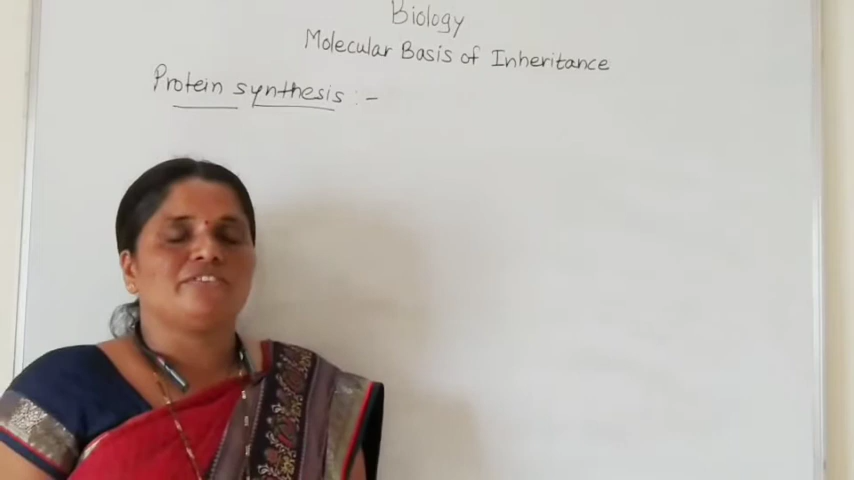 Biology
Molecular Basis of Inheritance
Protein synthesis :-